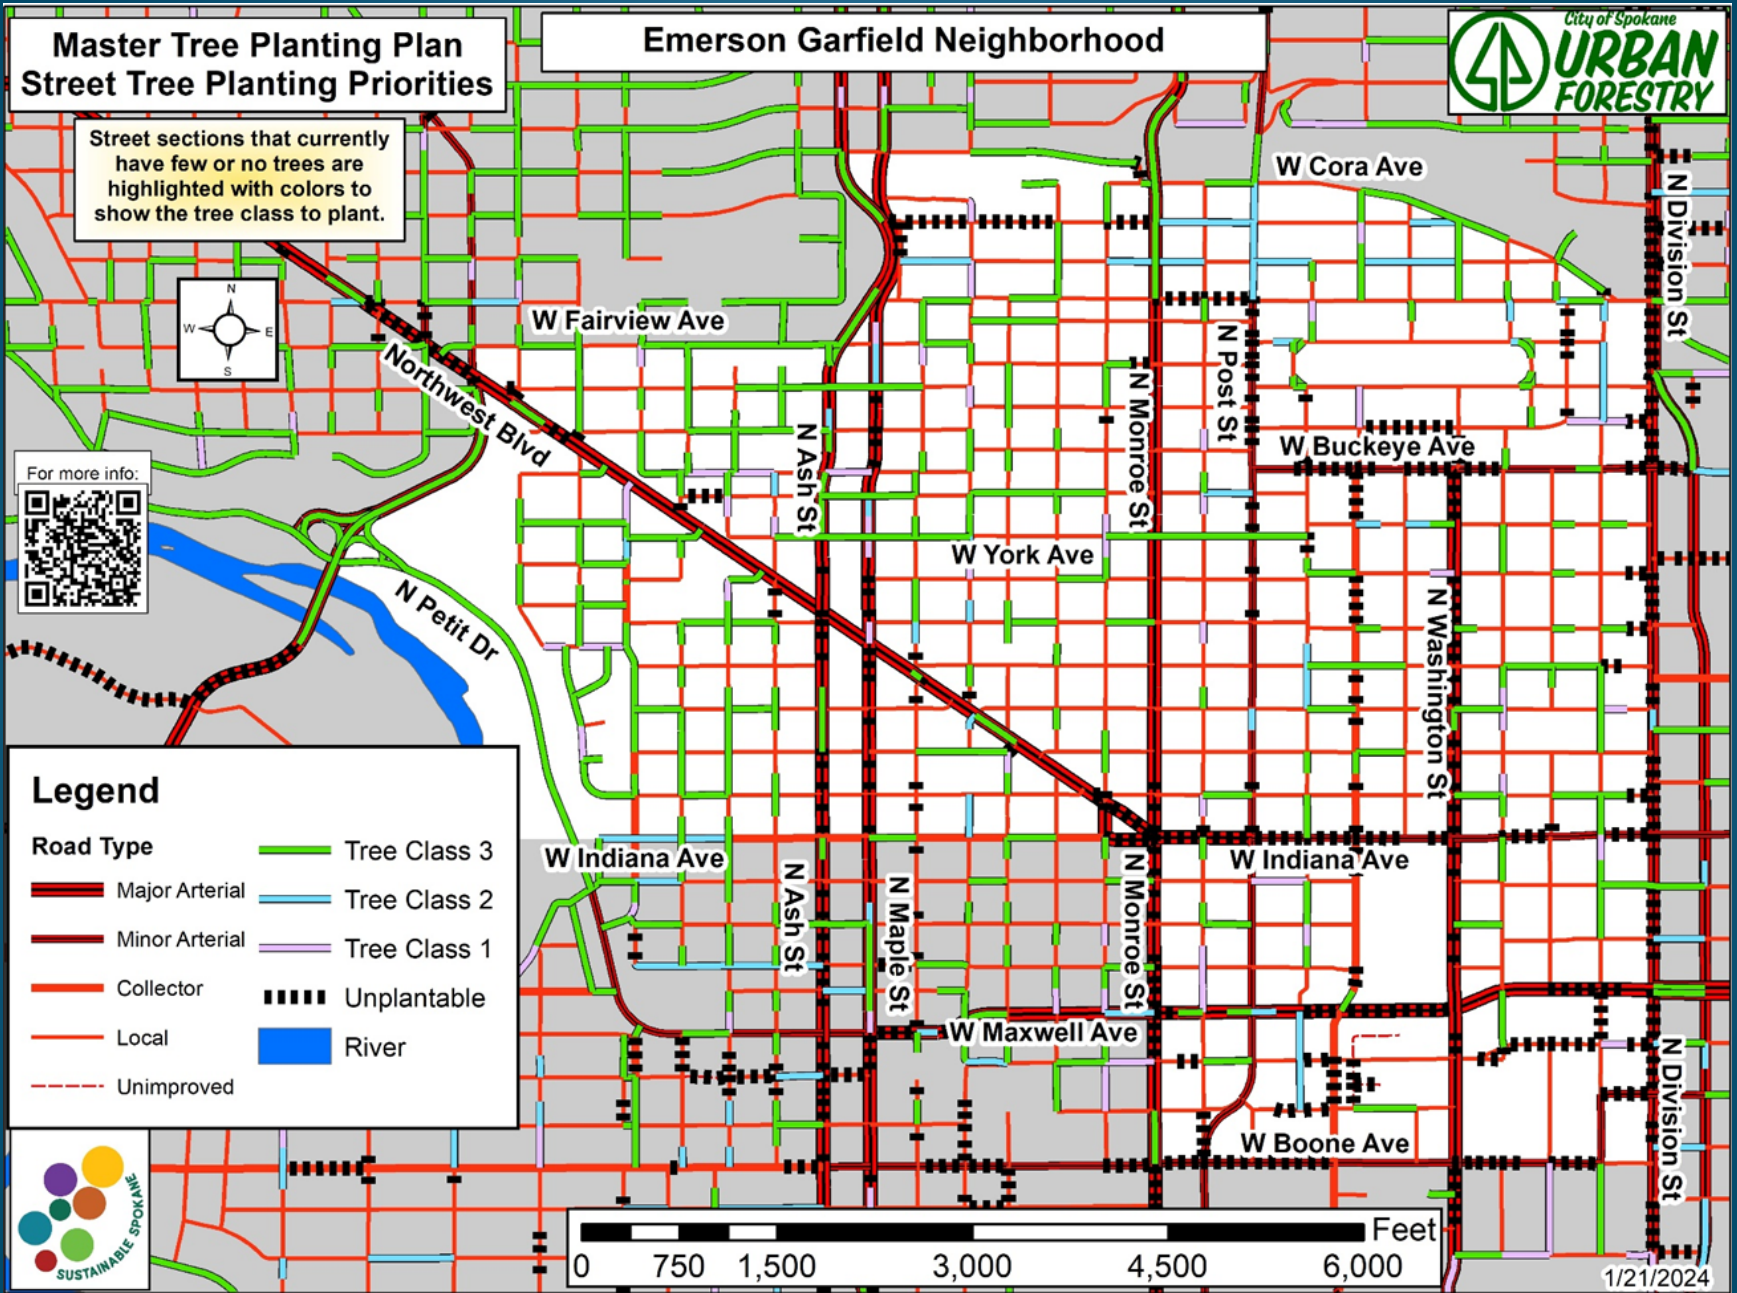 Master Tree Planting Plan
Street Tree Planting Priorities
Emerson Garfield Neighborhood
City of Spokane
URBAN
FORESTRY
Street sections that currently
have few or no trees are
highlighted with colors to
show the tree class to plant.
W Cora Ave
N Division St
N
W
E
S
W Fairview Ave
Northwest Blvd
N Post St
N Monroe St
N Ash St
W Buckeye Ave
For more info:
W York Ave
N Petit Dr
N Washington St
W Indiana Ave
W Indiana Ave
N Ash St
N Maple St
N Monroe St
W Maxwell Ave
N Division St
W Boone Ave
Legend
Road Type
Major Arterial
Minor Arterial
Collector
Local
Unimproved
Tree Class 3
Tree Class 2
Tree Class 1
Unplantable
River
SUSTAINABLE SPOKANE
Feet
0 750 1,500 3,000 4,500 6,000
1/21/2024